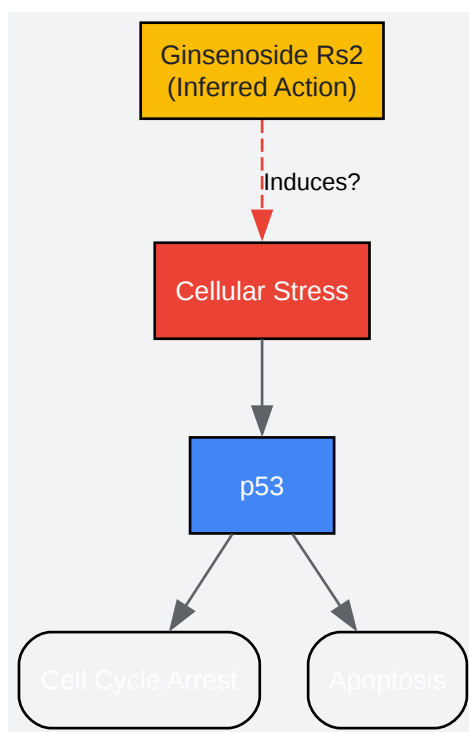 Ginsenoside Rs2
(Inferred Action)
Induces?
Cellular Stress
p53
Cell Cycle Arrest
Apoptosis